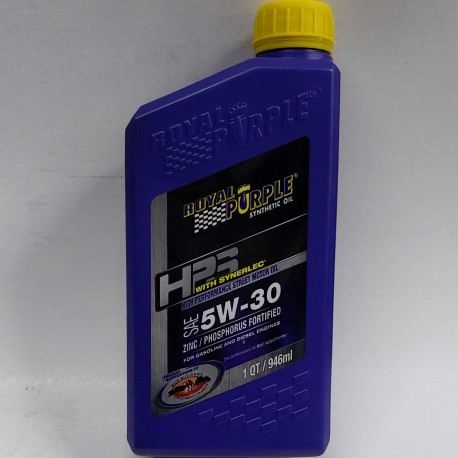 ROYAL
PURPLE
ROYAL
PURPLE
SYNTHETIC OIL
HPS
WITH SYNERLEC
HIGH PERFORMANCE STREET MOTOR OIL
SAE 5W-30
ZINC / PHOSPHORUS FORTIFIED
FOR GASOLINE AND DIESEL ENGINES
1 QT / 946ml